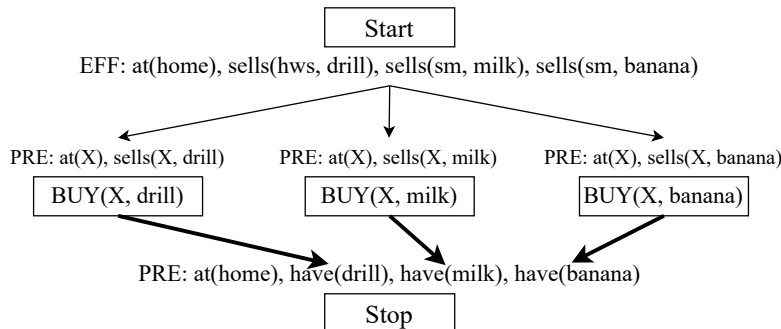 Start
EFF: at(home), sells(hws, drill), sells(sm, milk), sells(sm, banana)
PRE: at(X), sells(X, drill) PRE: at(X), sells(X, milk) PRE: at(X), sells(X, banana)
BUY(X, drill) BUY(X, milk) BUY(X, banana)
PRE: at(home), have(drill), have(milk), have(banana)
Stop